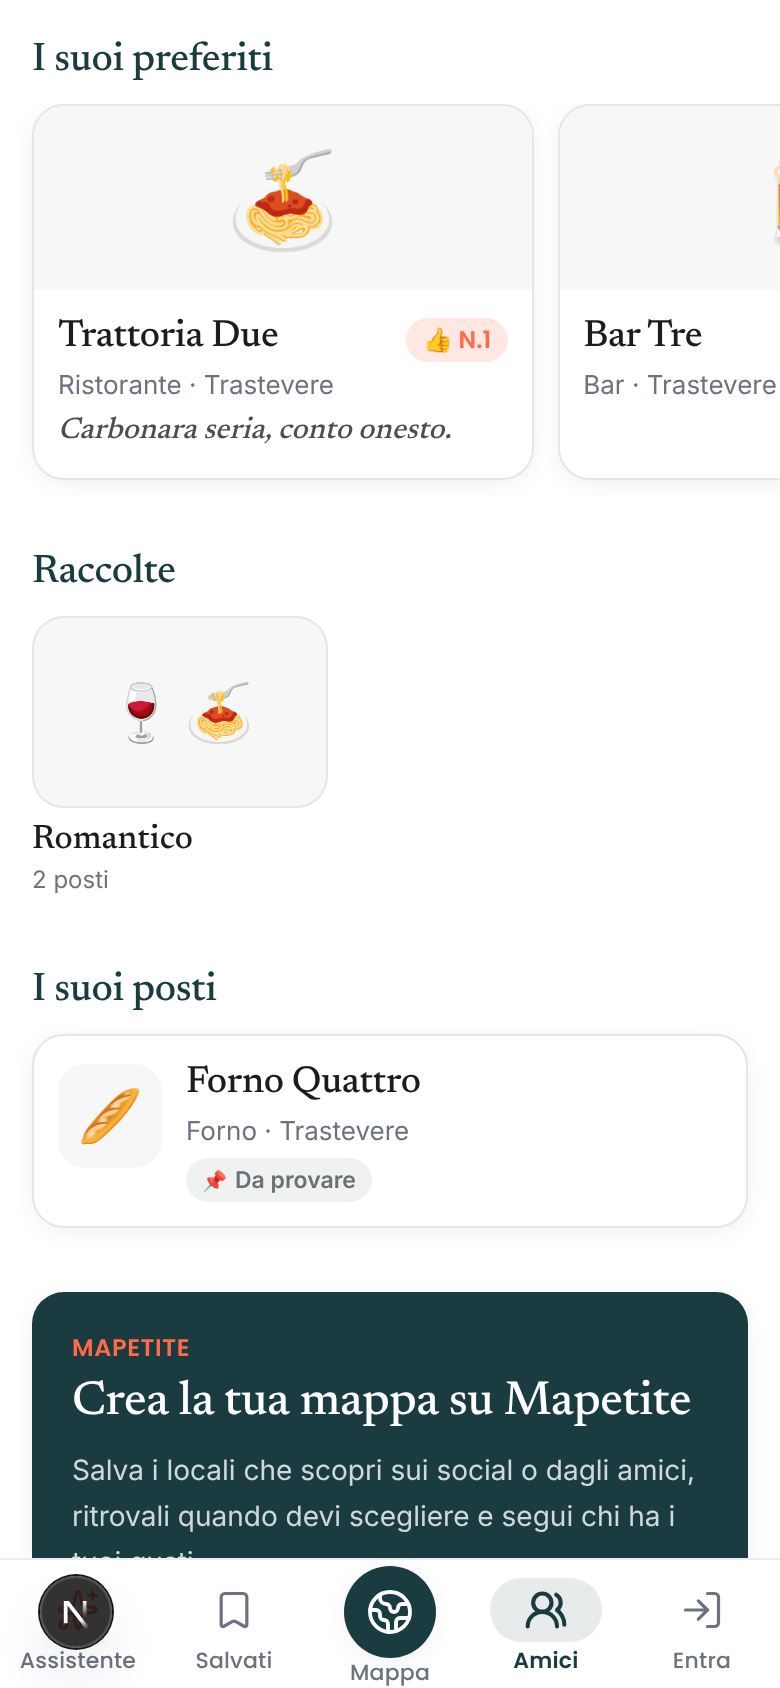 I suoi preferiti
Trattoria Due
👍 N.1
Ristorante · Trastevere
Carbonara seria, conto onesto.
Bar Tre
Bar · Trastevere
Raccolte
Romantico
2 posti
I suoi posti
Forno Quattro
Forno · Trastevere
📌 Da provare
MAPETITE
Crea la tua mappa su Mapetite
Salva i locali che scopri sui social o dagli amici,
ritrovali quando devi scegliere e segui chi ha i
tuoi gusti
N
Assistente
Salvati
Mappa
Amici
Entra